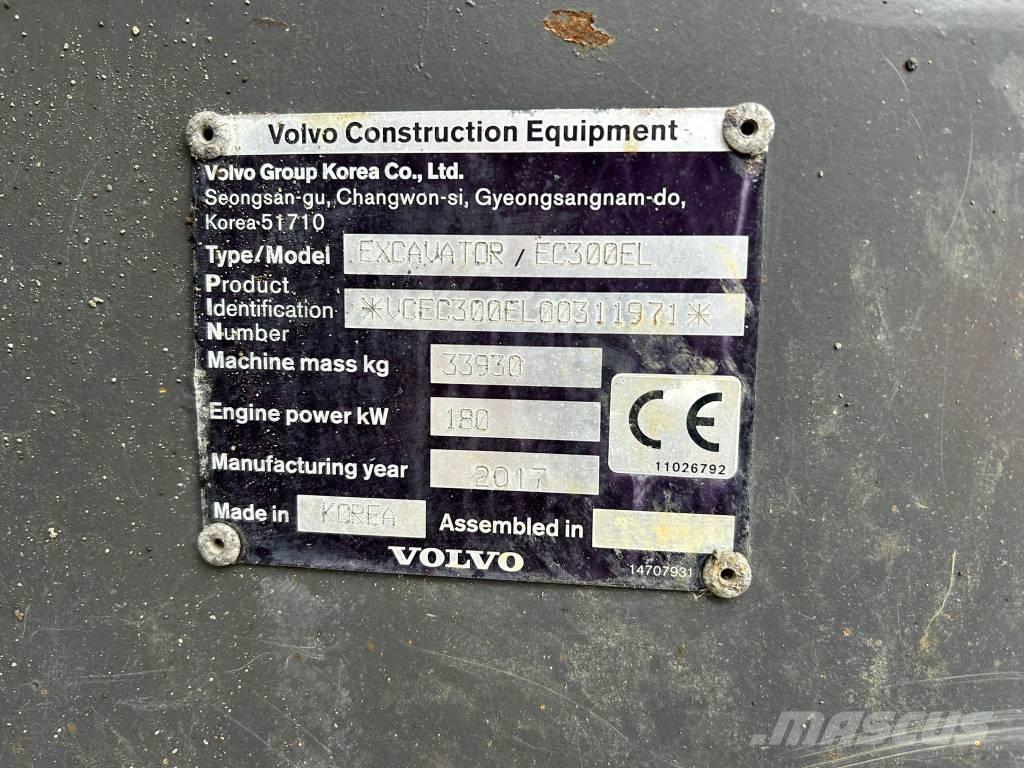 Volvo Construction Equipment
Volvo Group Korea Co., Ltd.
Seongsan-gu, Changwon-si, Gyeongsangnam-do,
Korea 51710
Type/Model EXCAVATOR / EC300EL
Product
Identification *VCEC300EL00311971*
Number
Machine mass kg 33930
Engine power kW 180
CE
11026792
Manufacturing year 2017
Made in KOREA Assembled in
VOLVO
14707931
MASCUS